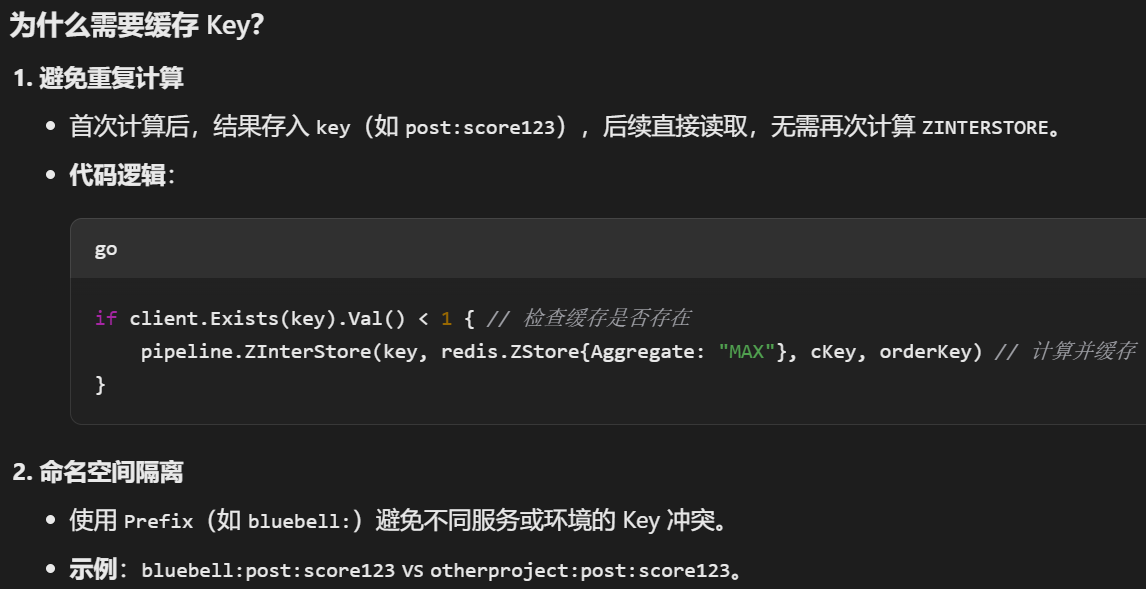 为什么需要缓存 Key？
1. 避免重复计算
• 首次计算后，结果存入 key（如 post:score123），后续直接读取，无需再次计算 ZINTERSTORE。
• 代码逻辑：
go
if client.Exists(key).Val() < 1 { // 检查缓存是否存在
    pipeline.ZInterStore(key, redis.ZStore{Aggregate: "MAX"}, cKey, orderKey) // 计算并缓存
}
2. 命名空间隔离
• 使用 Prefix（如 bluebell:）避免不同服务或环境的 Key 冲突。
• 示例：bluebell:post:score123 VS otherproject:post:score123。